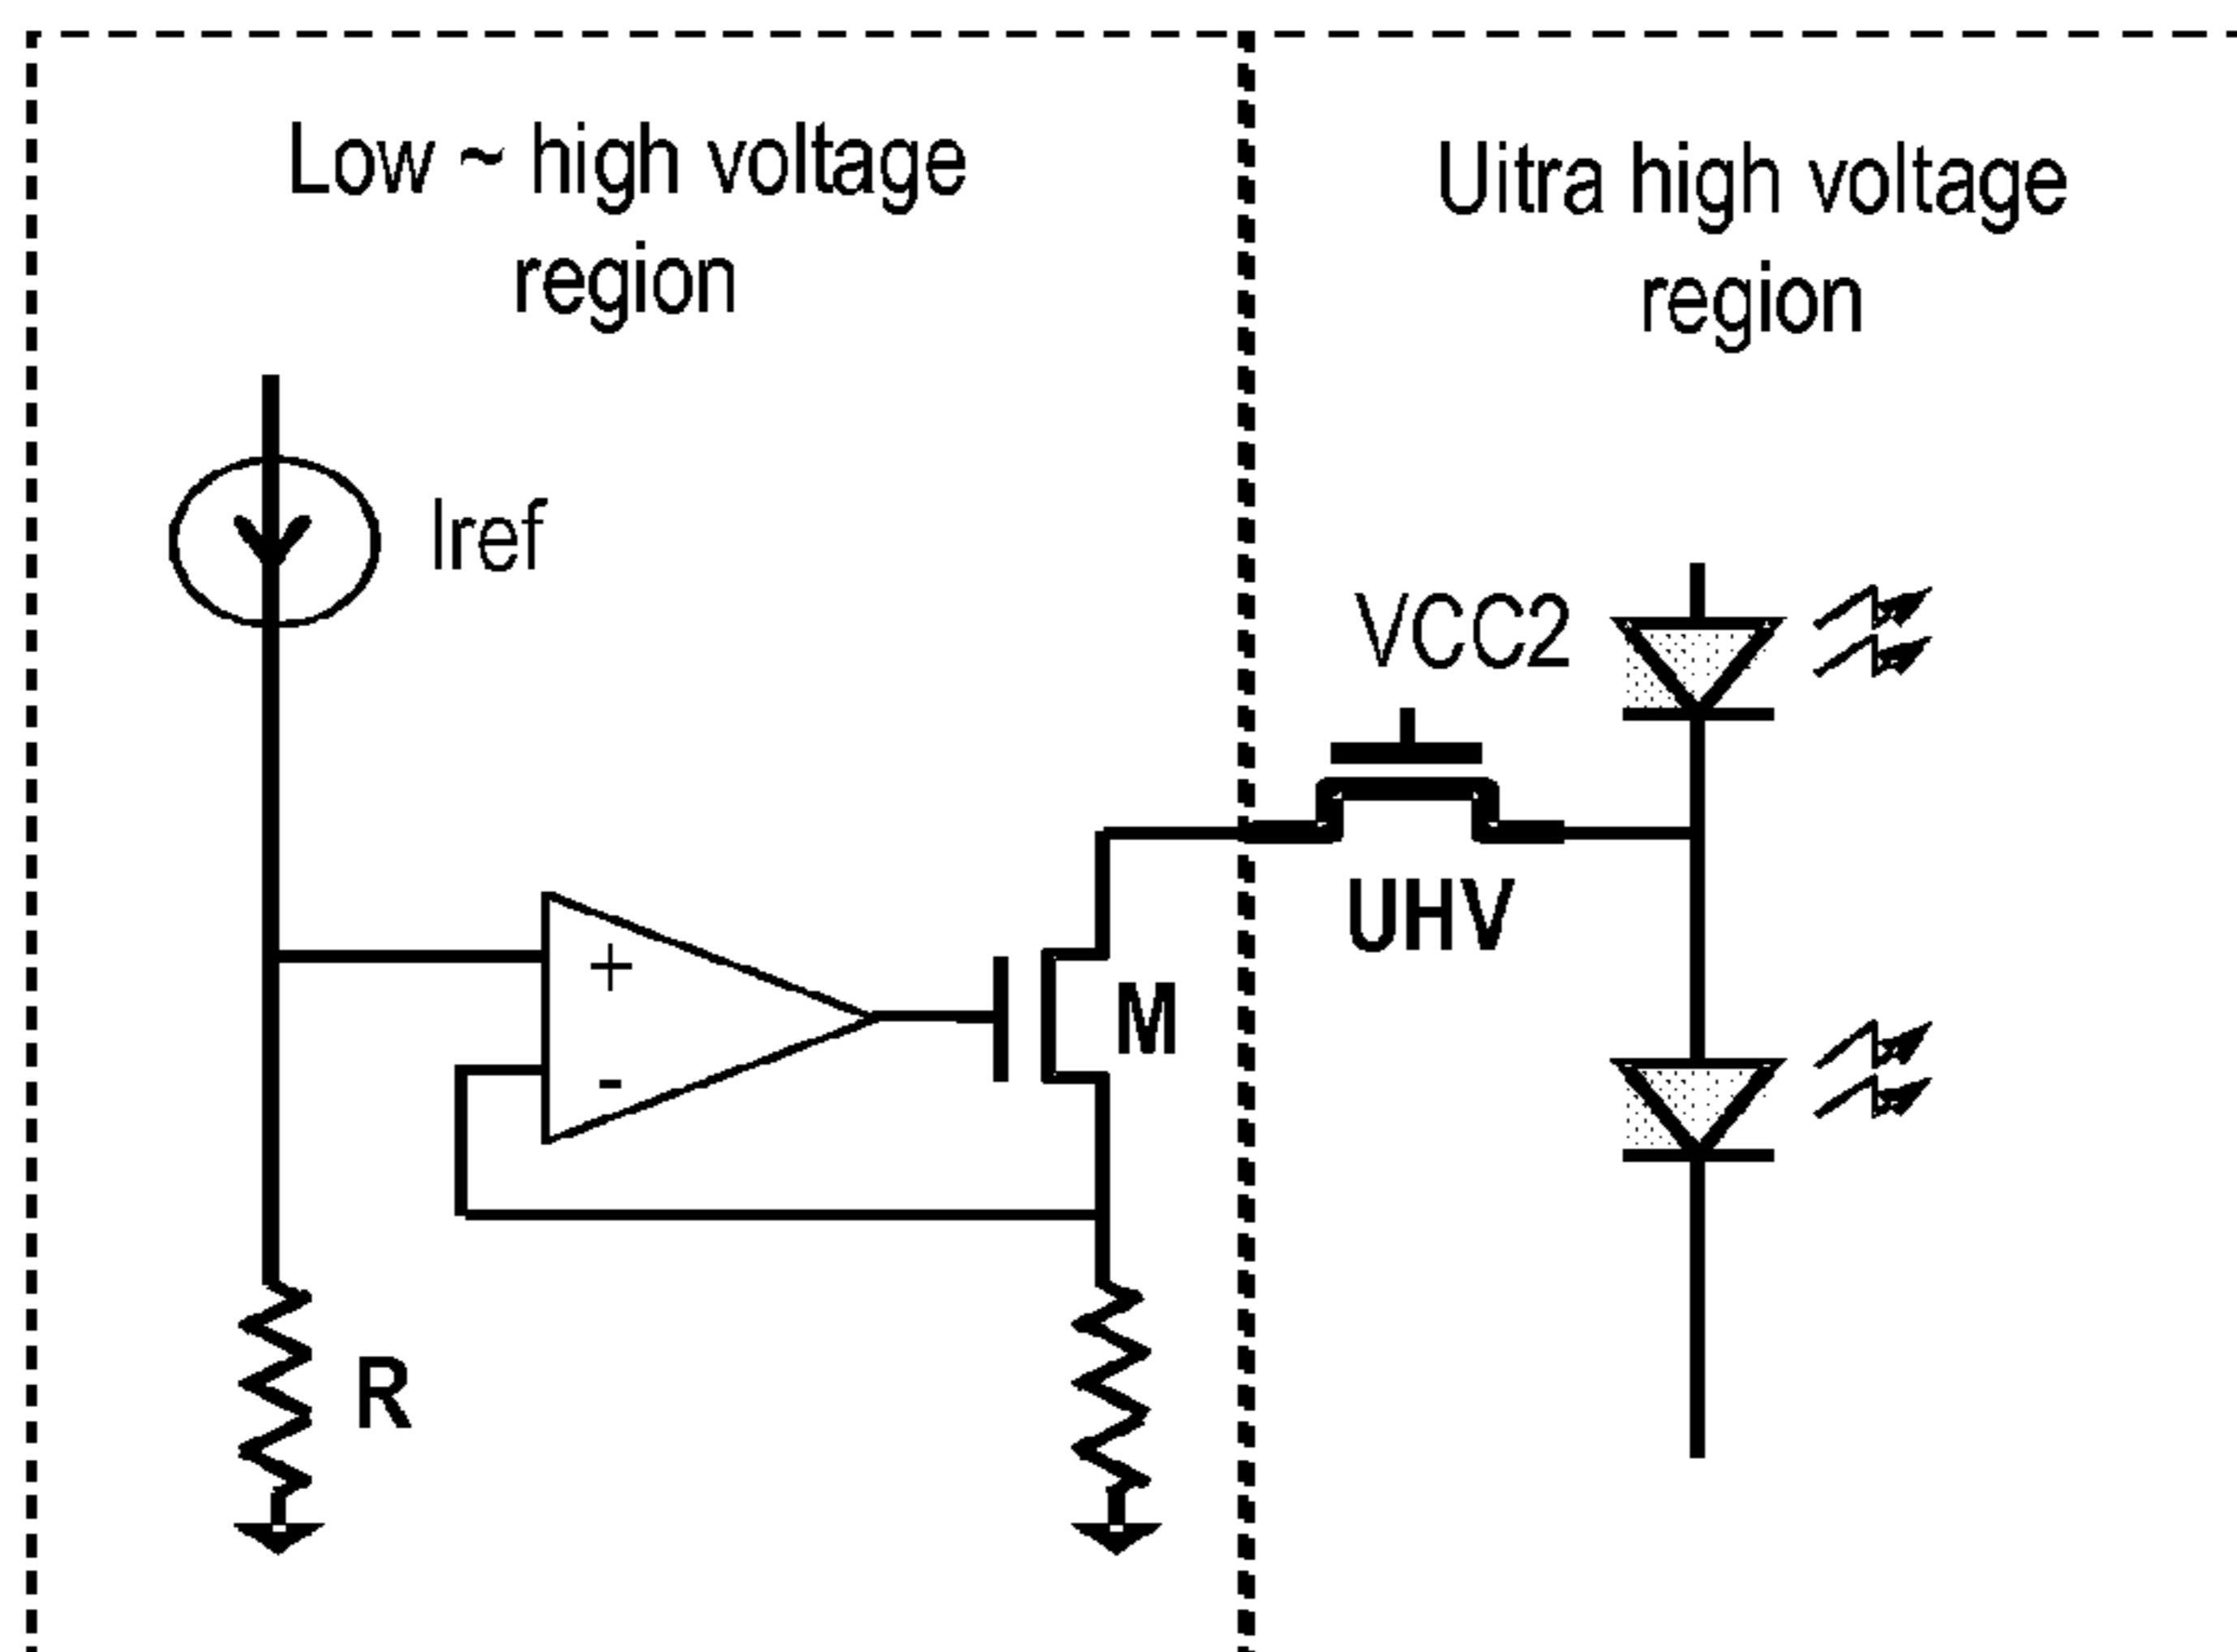 Low ~ high voltage
region
Uitra high voltage
region
Iref
VCC2
UHV
+
M
-
R